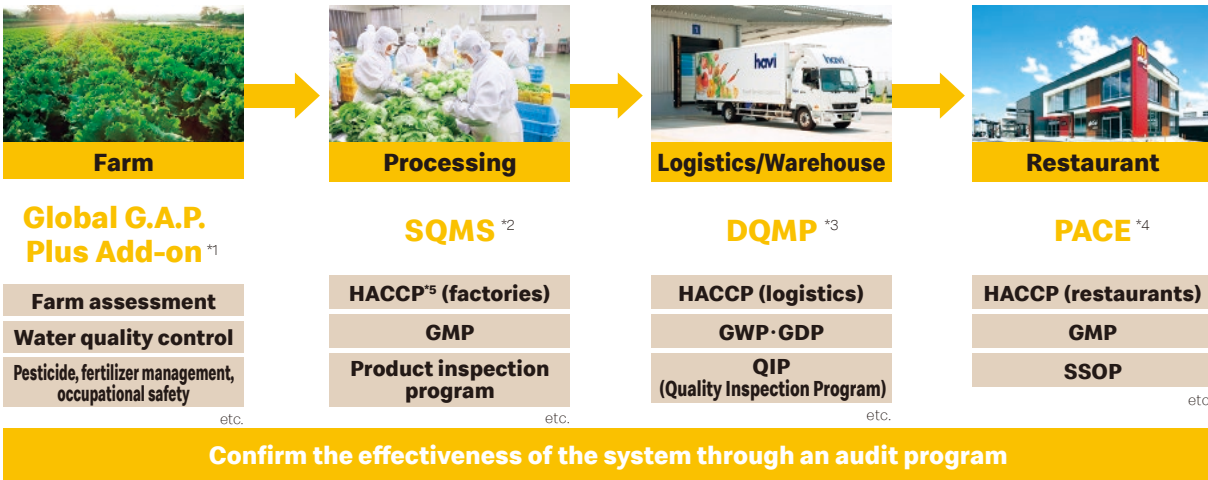 1
havi
havi
Farm
Processing
Logistics/Warehouse
Restaurant
Global G.A.P.
Plus Add-on *1
SQMS *2
DQMP *3
PACE *4
Farm assessment
Water quality control
Pesticide, fertilizer management,
occupational safety
etc.
HACCP*5 (factories)
GMP
Product inspection
program
etc.
HACCP (logistics)
GWP·GDP
QIP
(Quality Inspection Program)
etc.
HACCP (restaurants)
GMP
SSOP
etc
Confirm the effectiveness of the system through an audit program